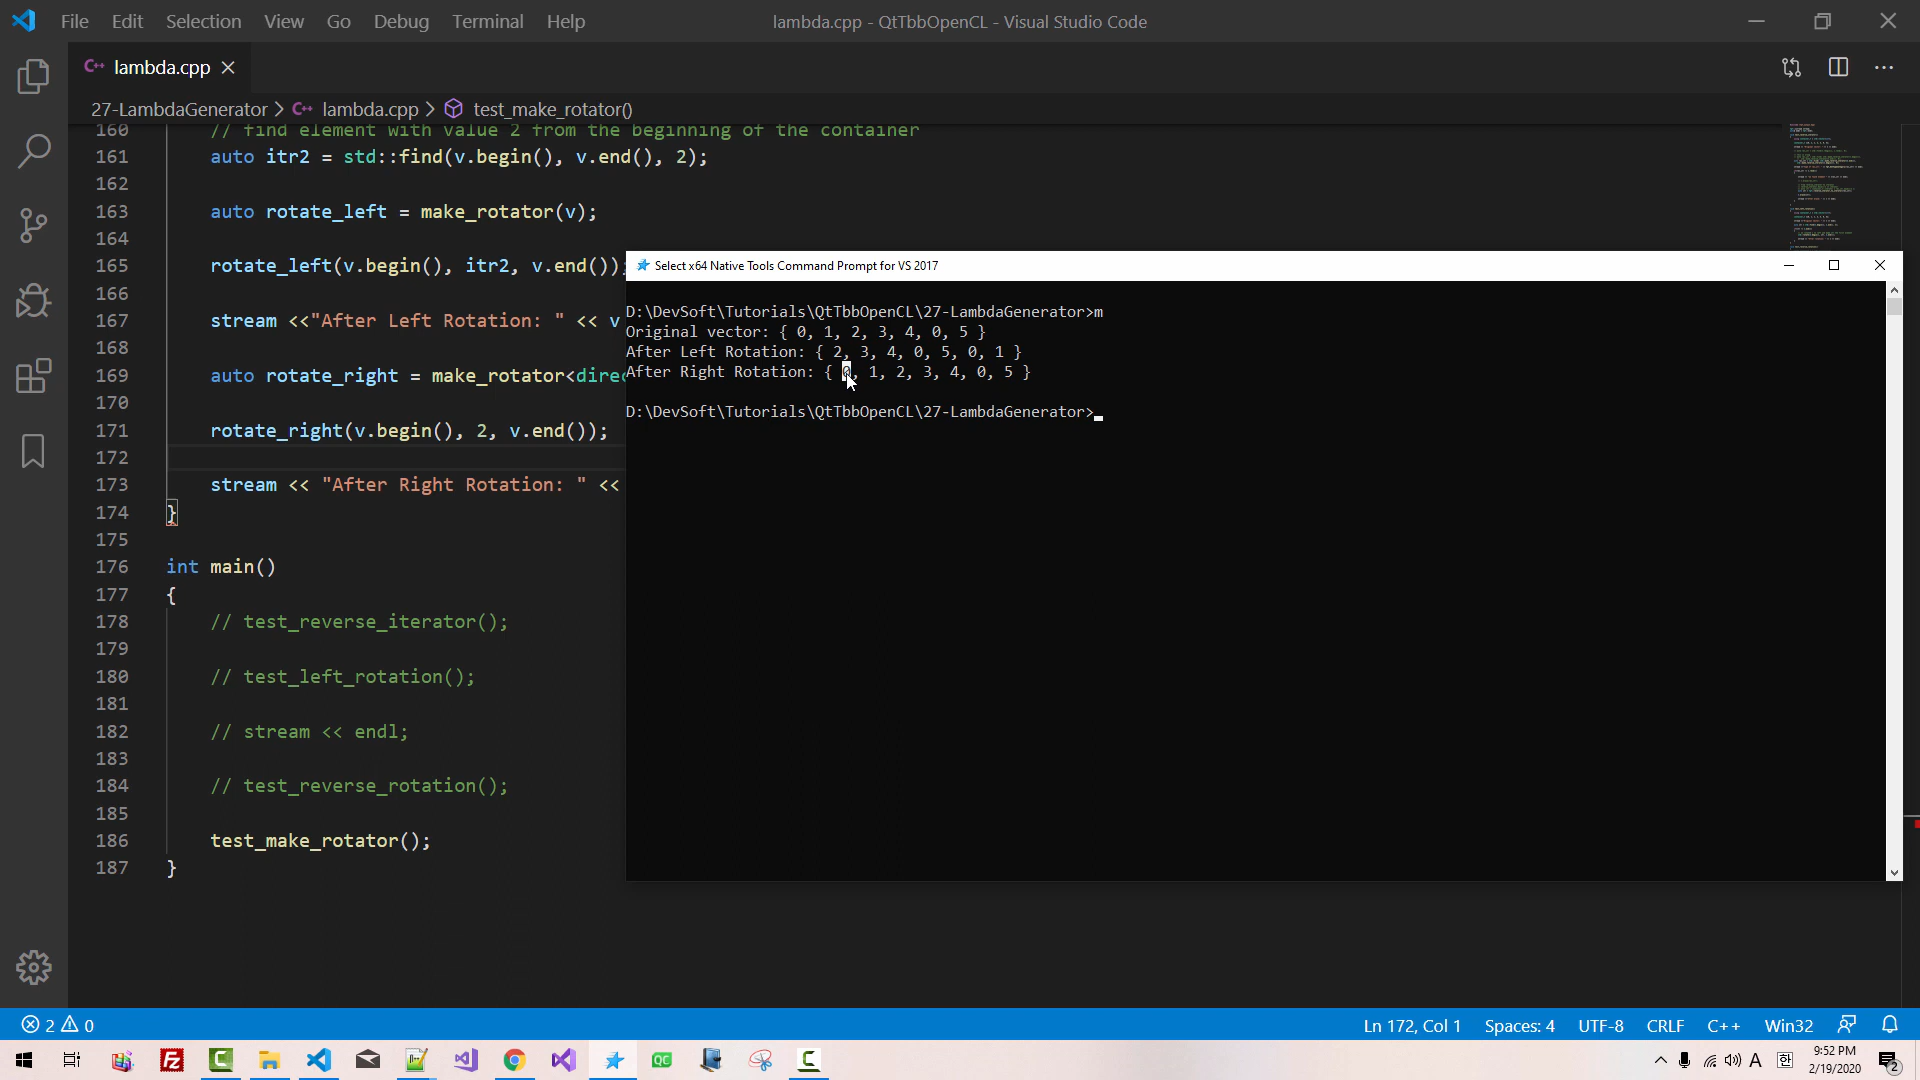 File Edit Selection View Go Debug Terminal Help
lambda.cpp - QtTbbOpenCL - Visual Studio Code
C++ lambda.cpp
27-LambdaGenerator > C++ lambda.cpp > test_make_rotator()
160 // find element with value 2 from the beginning of the container
161 auto itr2 = std::find(v.begin(), v.end(), 2);
162
163 auto rotate_left = make_rotator(v);
164
165 rotate_left(v.begin(), itr2, v.end());
166
167 stream <<"After Left Rotation: " << v
168
169 auto rotate_right = make_rotator<direc
170
171 rotate_right(v.begin(), 2, v.end());
172
173 stream << "After Right Rotation: " <<
174 }
175
176 int main()
177 {
178 // test_reverse_iterator();
179
180 // test_left_rotation();
181
182 // stream << endl;
183
184 // test_reverse_rotation();
185
186 test_make_rotator();
187 }
Select x64 Native Tools Command Prompt for VS 2017
D:\DevSoft\Tutorials\QtTbbOpenCL\27-LambdaGenerator>m
Original vector: { 0, 1, 2, 3, 4, 0, 5 }
After Left Rotation: { 2, 3, 4, 0, 5, 0, 1 }
After Right Rotation: { 0, 1, 2, 3, 4, 0, 5 }
D:\DevSoft\Tutorials\QtTbbOpenCL\27-LambdaGenerator>
2 0
Ln 172, Col 1 Spaces: 4 UTF-8 CRLF C++ Win32
A 한 9:52 PM
2/19/2020
2